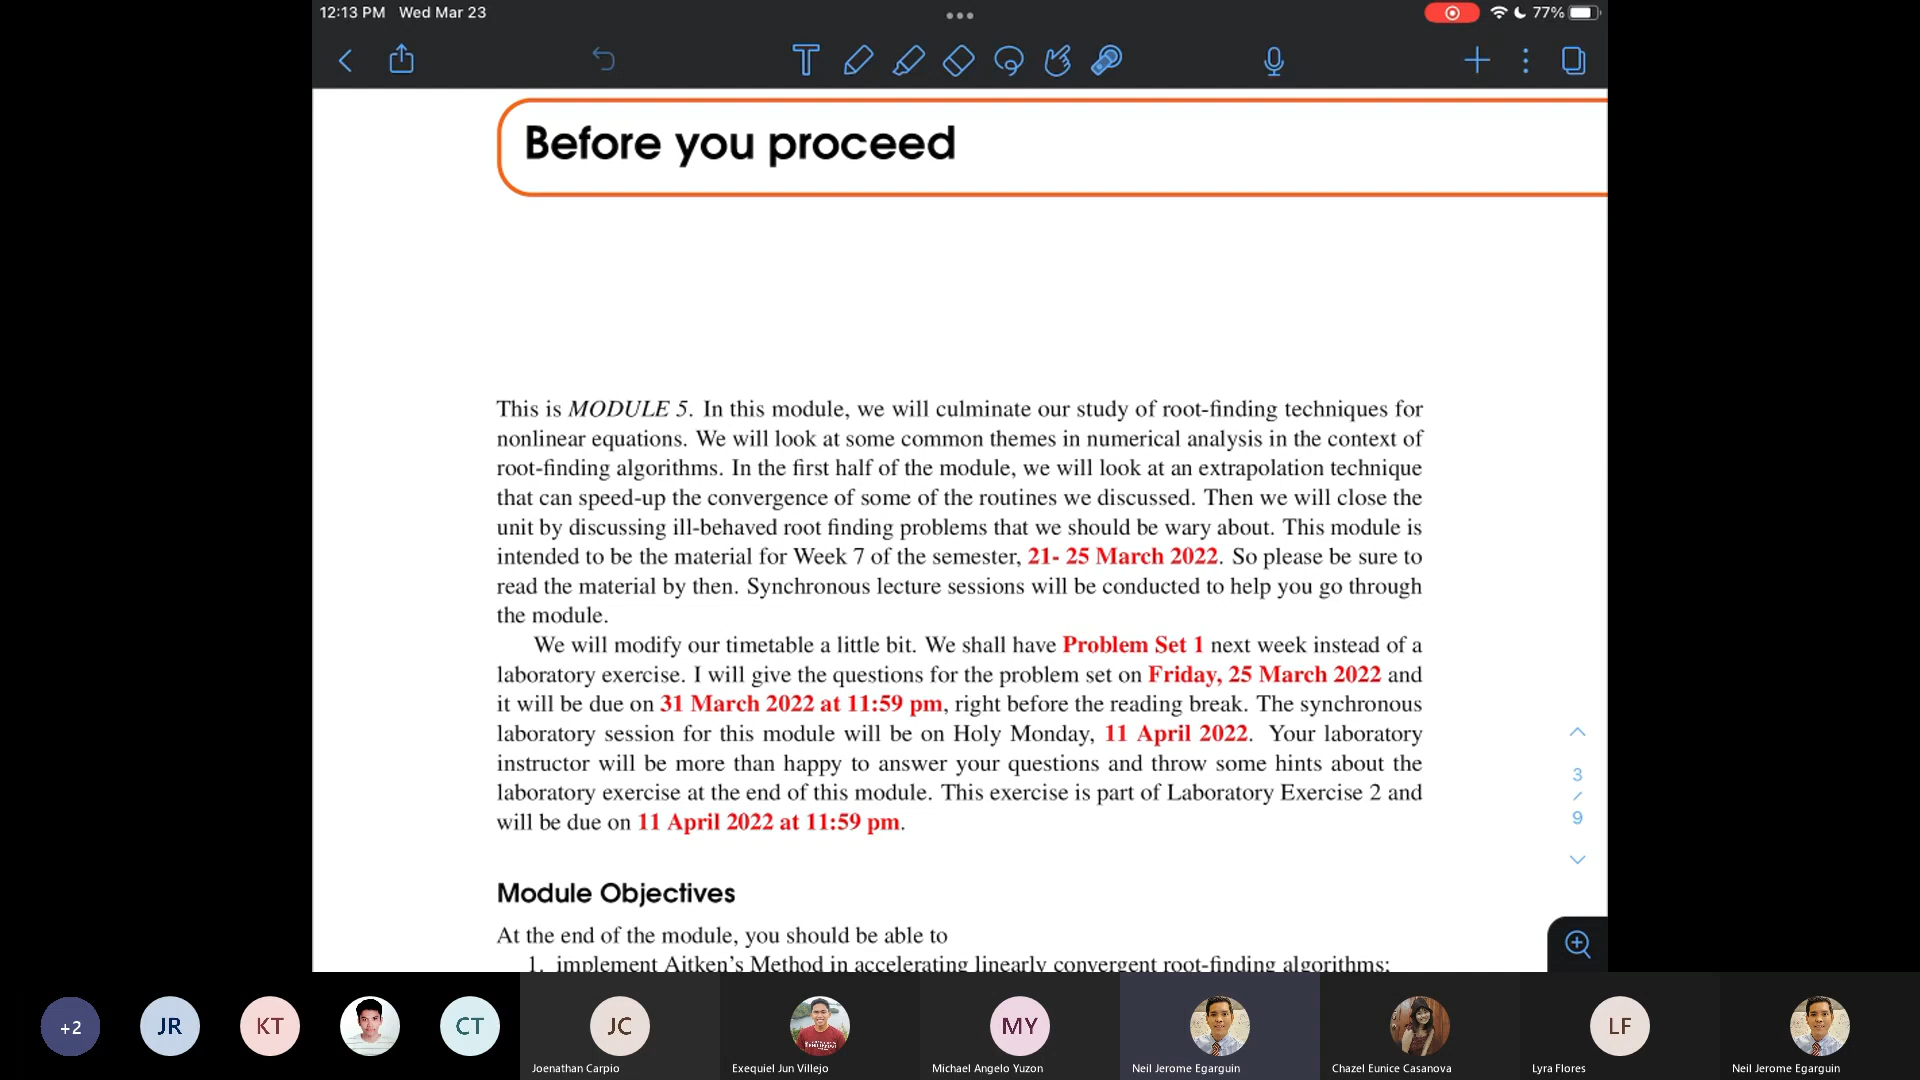 12:13 PM Wed Mar 23
77%
T
Before you proceed
This is MODULE 5. In this module, we will culminate our study of root-finding techniques for
nonlinear equations. We will look at some common themes in numerical analysis in the context of
root-finding algorithms. In the first half of the module, we will look at an extrapolation technique
that can speed-up the convergence of some of the routines we discussed. Then we will close the
unit by discussing ill-behaved root finding problems that we should be wary about. This module is
intended to be the material for Week 7 of the semester, 21- 25 March 2022. So please be sure to
read the material by then. Synchronous lecture sessions will be conducted to help you go through
the module.
We will modify our timetable a little bit. We shall have Problem Set 1 next week instead of a
laboratory exercise. I will give the questions for the problem set on Friday, 25 March 2022 and
it will be due on 31 March 2022 at 11:59 pm, right before the reading break. The synchronous
laboratory session for this module will be on Holy Monday, 11 April 2022. Your laboratory
instructor will be more than happy to answer your questions and throw some hints about the
laboratory exercise at the end of this module. This exercise is part of Laboratory Exercise 2 and
will be due on 11 April 2022 at 11:59 pm.
3
/
9
Module Objectives
At the end of the module, you should be able to
1. implement Aitken's Method in accelerating linearly convergent root-finding algorithms;
+2
JR
KT
CT
JC
MY
LF
Joenathan Carpio
Exequiel Jun Villejo
Michael Angelo Yuzon
Neil Jerome Egarguin
Chazel Eunice Casanova
Lyra Flores
Neil Jerome Egarguin